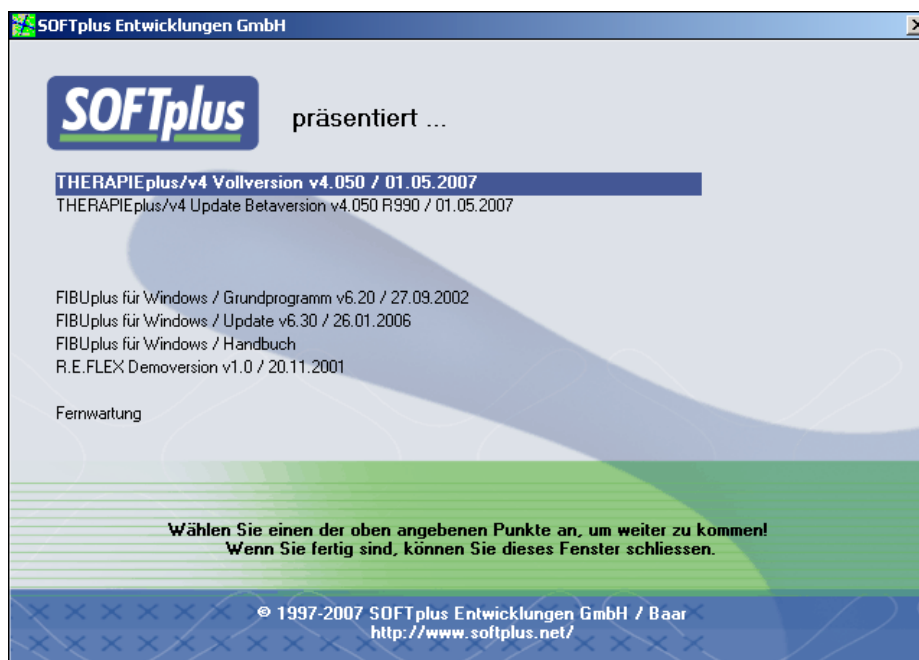 SOFTplus Entwicklungen GmbH
SOFTplus
präsentiert ...
THERAPIEplus/v4 Vollversion v4.050 / 01.05.2007
THERAPIEplus/v4 Update Betaversion v4.050 R990 / 01.05.2007
FIBUplus für Windows / Grundprogramm v6.20 / 27.09.2002
FIBUplus für Windows / Update v6.30 / 26.01.2006
FIBUplus für Windows / Handbuch
R.E.FLEX Demoversion v1.0 / 20.11.2001
Fernwartung
Wählen Sie einen der oben angebenen Punkte an, um weiter zu kommen!
Wenn Sie fertig sind, können Sie dieses Fenster schliessen.
© 1997-2007 SOFTplus Entwicklungen GmbH / Baar
http://www.softplus.net/